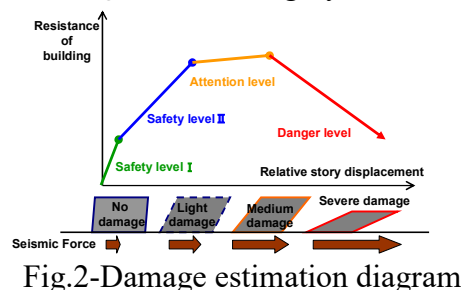 Resistance
of
building
Attention level
Safety level Ⅱ
Danger level
Safety level Ⅰ
Relative story displacement
No
damage
Light
damage
Medium
damage
Severe damage
Seismic Force
Fig.2-Damage estimation diagram